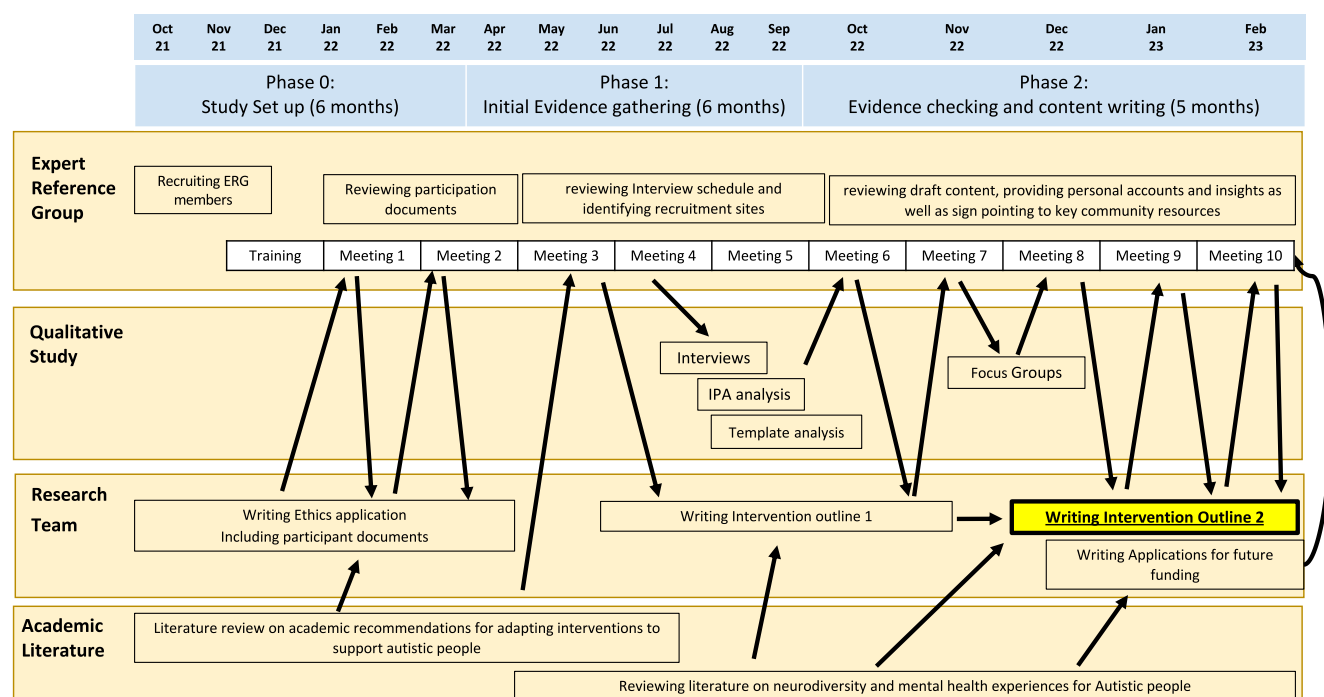 Oct Nov Dec Jan Feb Mar Apr May Jun Jul Aug Sep Oct Nov Dec Jan Feb
21 21 21 22 22 22 22 22 22 22 22 22 22 22 22 23 23
Phase 0:
Study Set up (6 months)
Phase 1:
Initial Evidence gathering (6 months)
Phase 2:
Evidence checking and content writing (5 months)
Expert
Reference
Group
Recruiting ERG
members
Reviewing participation
documents
reviewing Interview schedule and
identifying recruitment sites
reviewing draft content, providing personal accounts and insights as
well as sign pointing to key community resources
Training Meeting 1 Meeting 2 Meeting 3 Meeting 4 Meeting 5 Meeting 6 Meeting 7 Meeting 8 Meeting 9 Meeting 10
Qualitative
Study
Interviews
IPA analysis
Template analysis
Focus Groups
Research
Team
Writing Ethics application
Including participant documents
Writing Intervention outline 1
Writing Intervention Outline 2
Writing Applications for future
funding
Academic
Literature
Literature review on academic recommendations for adapting interventions to
support autistic people
Reviewing literature on neurodiversity and mental health experiences for Autistic people